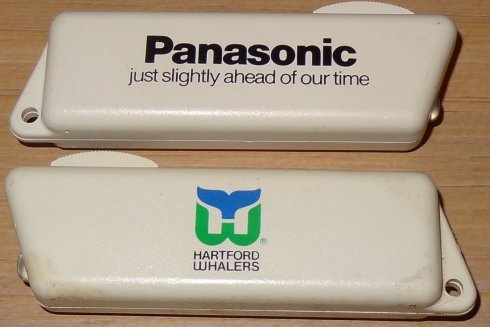 Panasonic
just slightly ahead of our time
HARTFORD
WHALERS